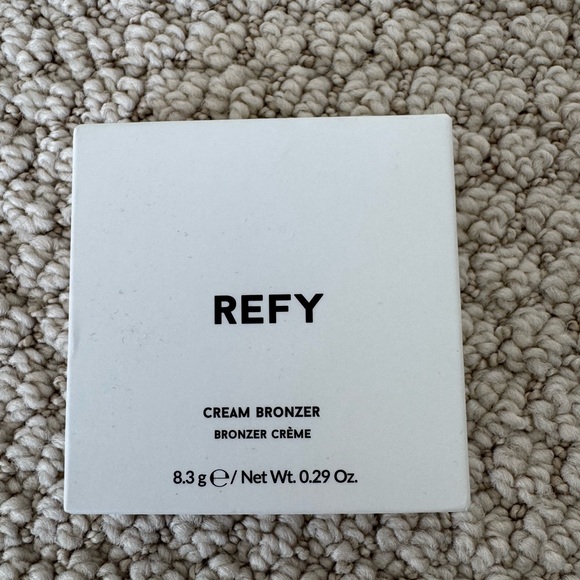 REFY
CREAM BRONZER
BRONZER CRÈME
8.3 g ℮/ Net Wt. 0.29 Oz.